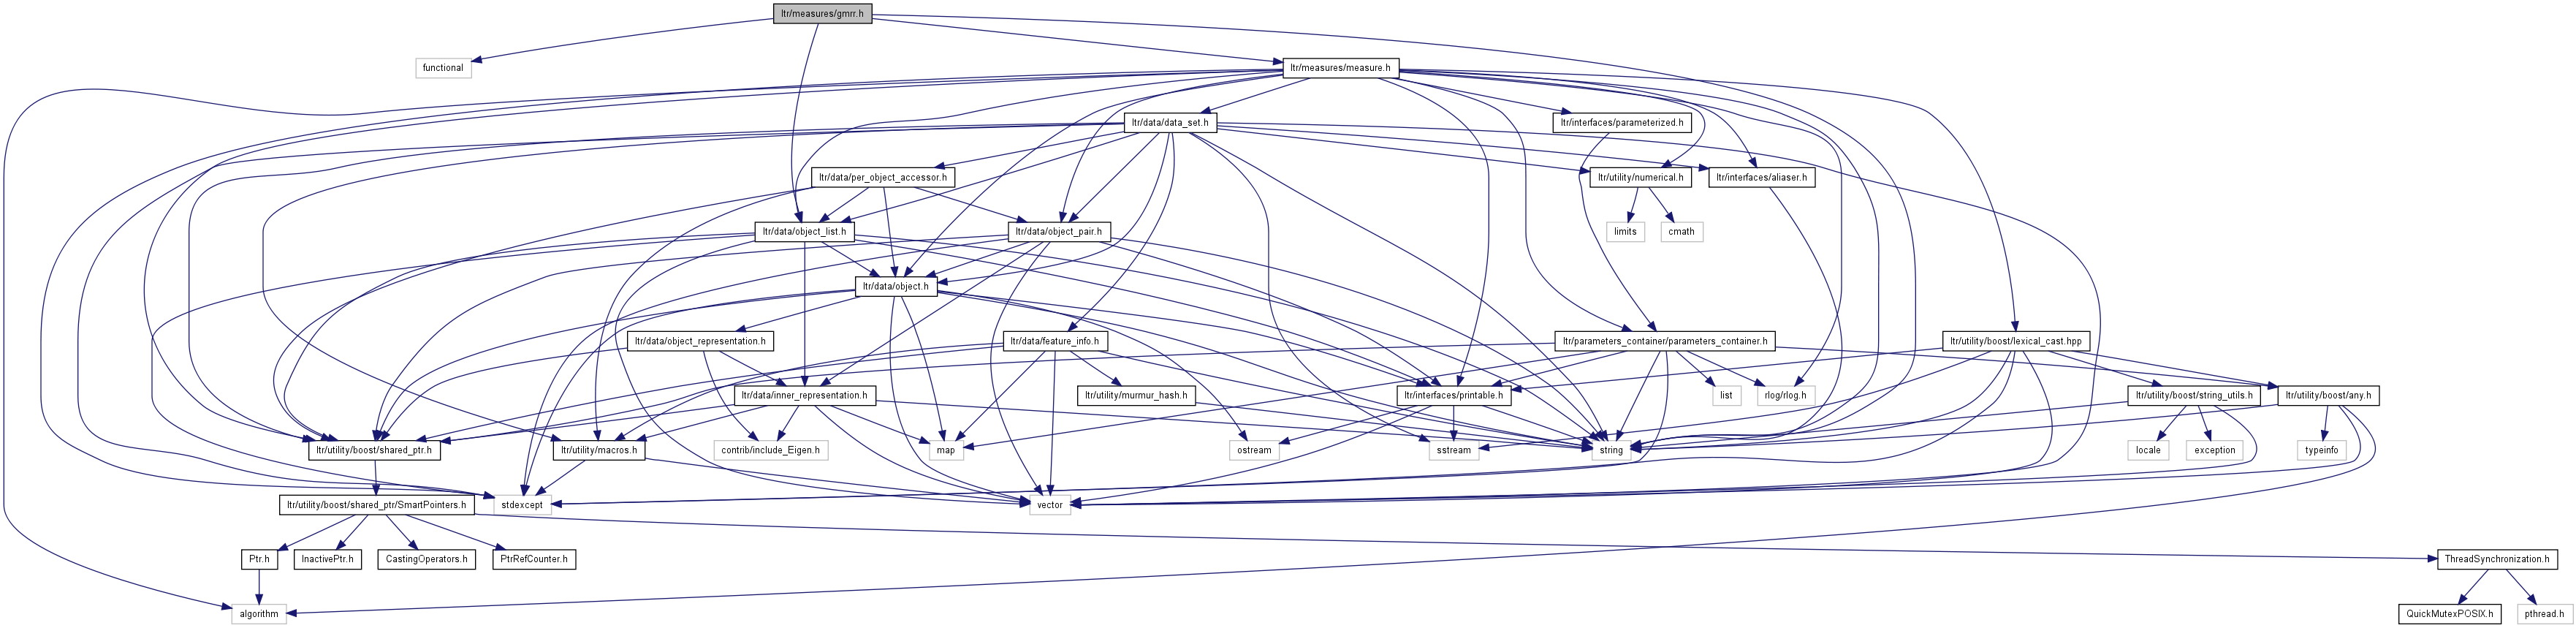 ltr/measures/gmrr.h
functional
ltr/measures/measure.h
ltr/data/data_set.h
ltr/interfaces/parameterized.h
ltr/data/per_object_accessor.h
ltr/utility/numerical.h
ltr/interfaces/aliaser.h
ltr/data/object_list.h
ltr/data/object_pair.h
limits
cmath
ltr/data/object.h
ltr/data/object_representation.h
ltr/data/feature_info.h
ltr/parameters_container/parameters_container.h
ltr/utility/boost/lexical_cast.hpp
ltr/data/inner_representation.h
ltr/utility/murmur_hash.h
ltr/interfaces/printable.h
list
rlog/rlog.h
ltr/utility/boost/string_utils.h
ltr/utility/boost/any.h
ltr/utility/boost/shared_ptr.h
ltr/utility/macros.h
contrib/include_Eigen.h
map
ostream
sstream
string
locale
exception
typeinfo
ltr/utility/boost/shared_ptr/SmartPointers.h
stdexcept
vector
Ptr.h
InactivePtr.h
CastingOperators.h
PtrRefCounter.h
ThreadSynchronization.h
algorithm
QuickMutexPOSIX.h
pthread.h